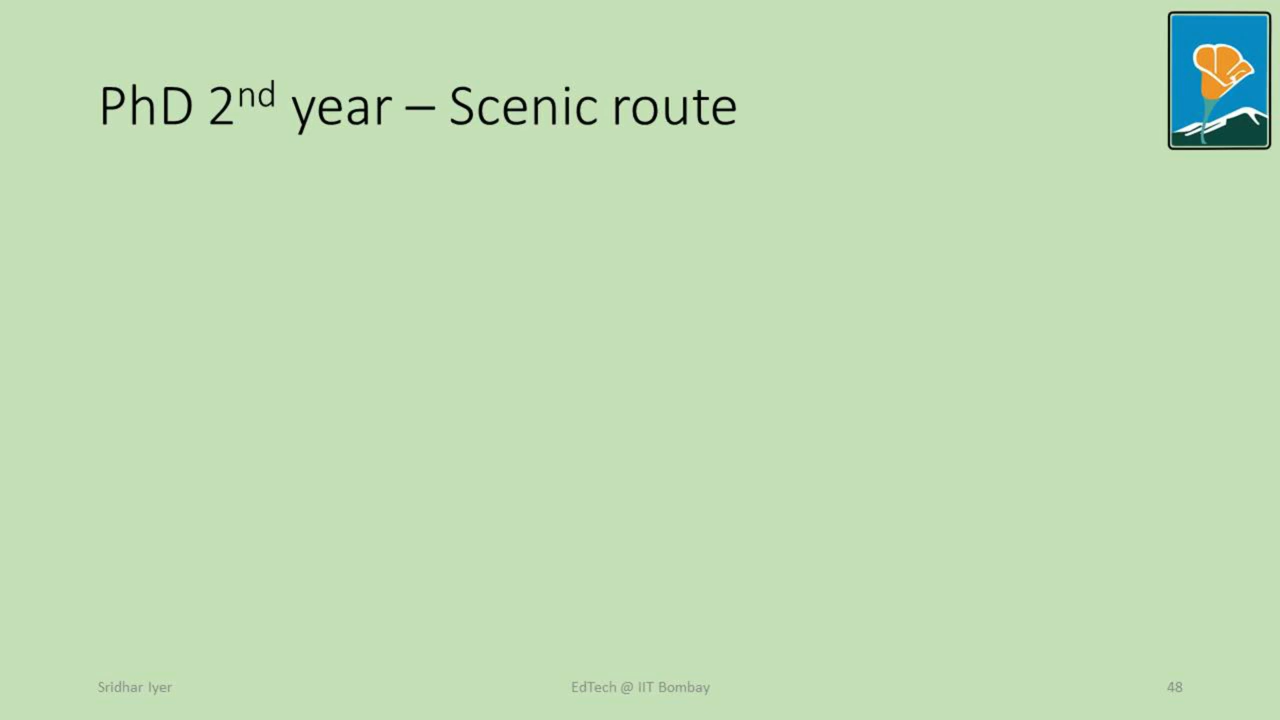 PhD 2nd year – Scenic route
Sridhar Iyer
EdTech @ IIT Bombay
48